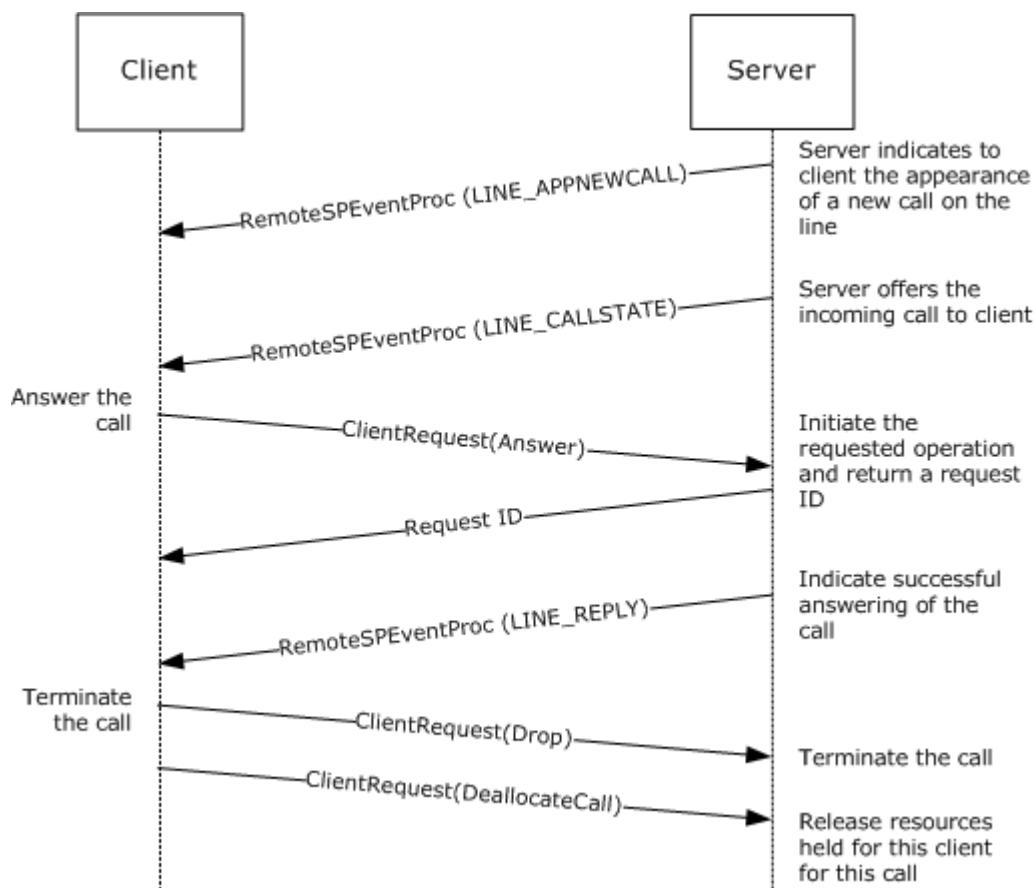 Client
Server
Server indicates to
client the appearance
of a new call on the
line
RemoteSPEventProc (LINE_APPNEWCALL)
Server offers the
incoming call to client
RemoteSPEventProc (LINE_CALLSTATE)
Answer the
call
ClientRequest(Answer)
Initiate the
requested operation
and return a request
ID
Request ID
Indicate successful
answering of the
call
RemoteSPEventProc (LINE_REPLY)
Terminate
the call
ClientRequest(Drop)
Terminate the call
ClientRequest(DeallocateCall)
Release resources
held for this client
for this call